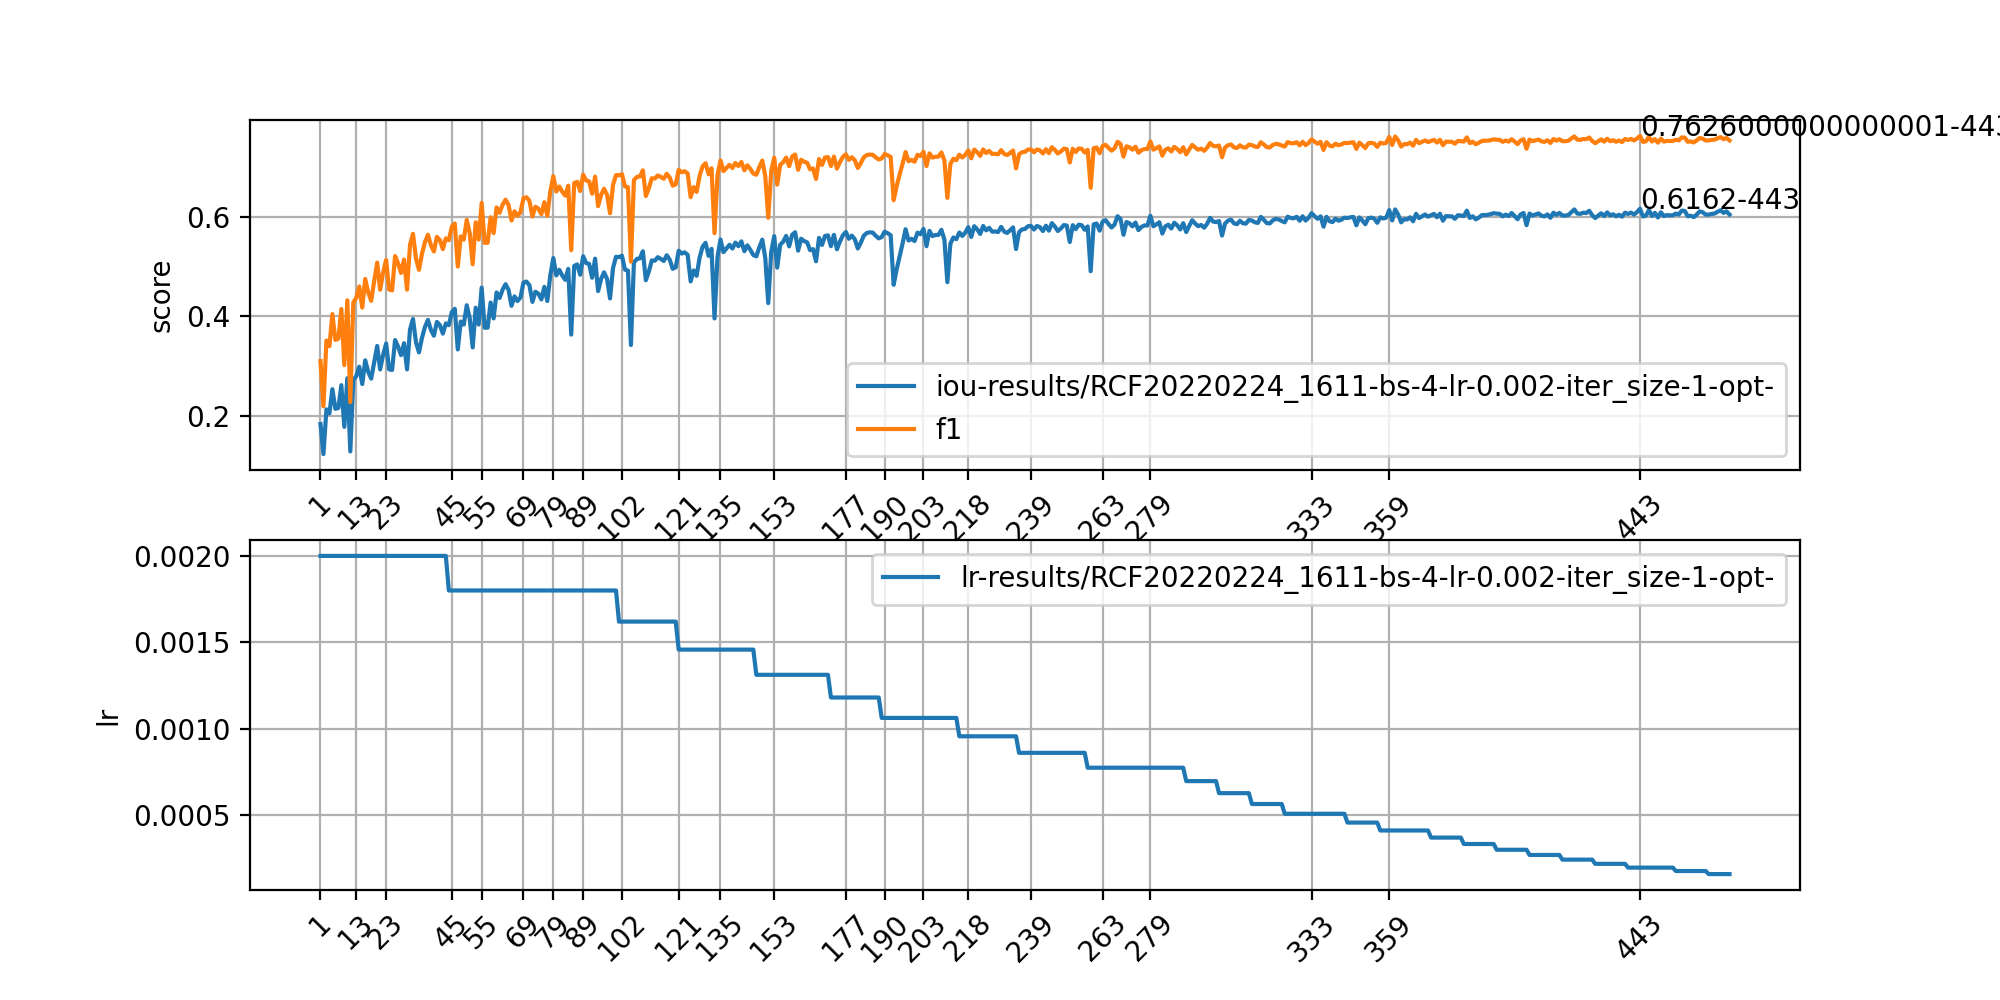 0.7626000000000001-443
0.6162-443
score
0.6
0.4
0.2
iou-results/RCF20220224_1611-bs-4-lr-0.002-iter_size-1-opt-
f1
1 13 23 45 55 69 79 89 102 121 135 153 177 190 203 218 239 263 279 333 359 443
lr-results/RCF20220224_1611-bs-4-lr-0.002-iter_size-1-opt-
lr
0.0020
0.0015
0.0010
0.0005
1 13 23 45 55 69 79 89 102 121 135 153 177 190 203 218 239 263 279 333 359 443